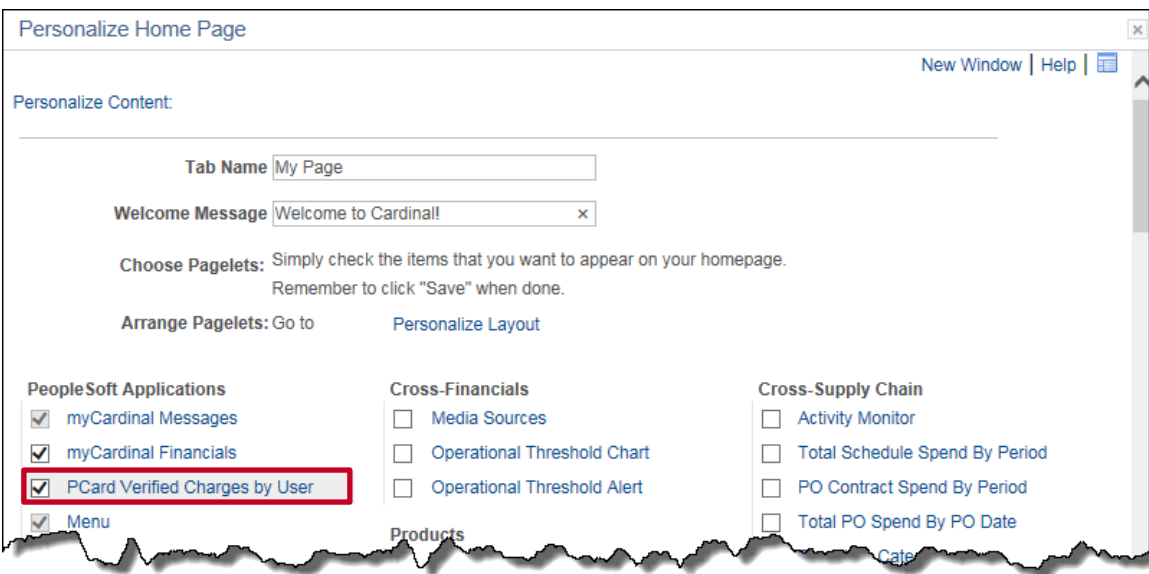 Personalize Home Page
New Window | Help |
Personalize Content:
Tab Name My Page
Welcome Message Welcome to Cardinal! ×
Choose Pagelets: Simply check the items that you want to appear on your homepage.
Remember to click "Save" when done.
Arrange Pagelets: Go to Personalize Layout
PeopleSoft Applications Cross-Financials Cross-Supply Chain
myCardinal Messages Media Sources Activity Monitor
myCardinal Financials Operational Threshold Chart Total Schedule Spend By Period
PCard Verified Charges by User Operational Threshold Alert PO Contract Spend By Period
Menu Total PO Spend By PO Date
Products